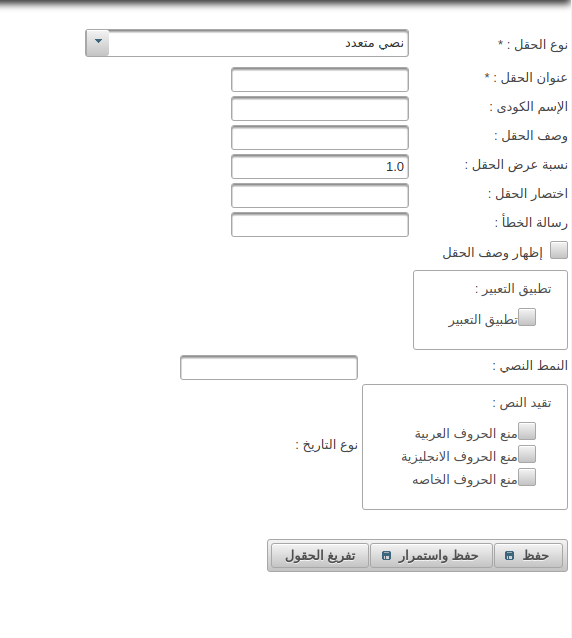 نوع الحقل : * نصي متعدد
عنوان الحقل : *
الإسم الكودى :
وصف الحقل :
نسبة عرض الحقل : 1.0
اختصار الحقل :
رسالة الخطأ :
إظهار وصف الحقل
تطبيق التعبير :
تطبيق التعبير
النمط النصي :
تقيد النص :
منع الحروف العربية
منع الحروف الانجليزية
منع الحروف الخاصه
نوع التاريخ :
حفظ حفظ واستمرار تفريغ الحقول